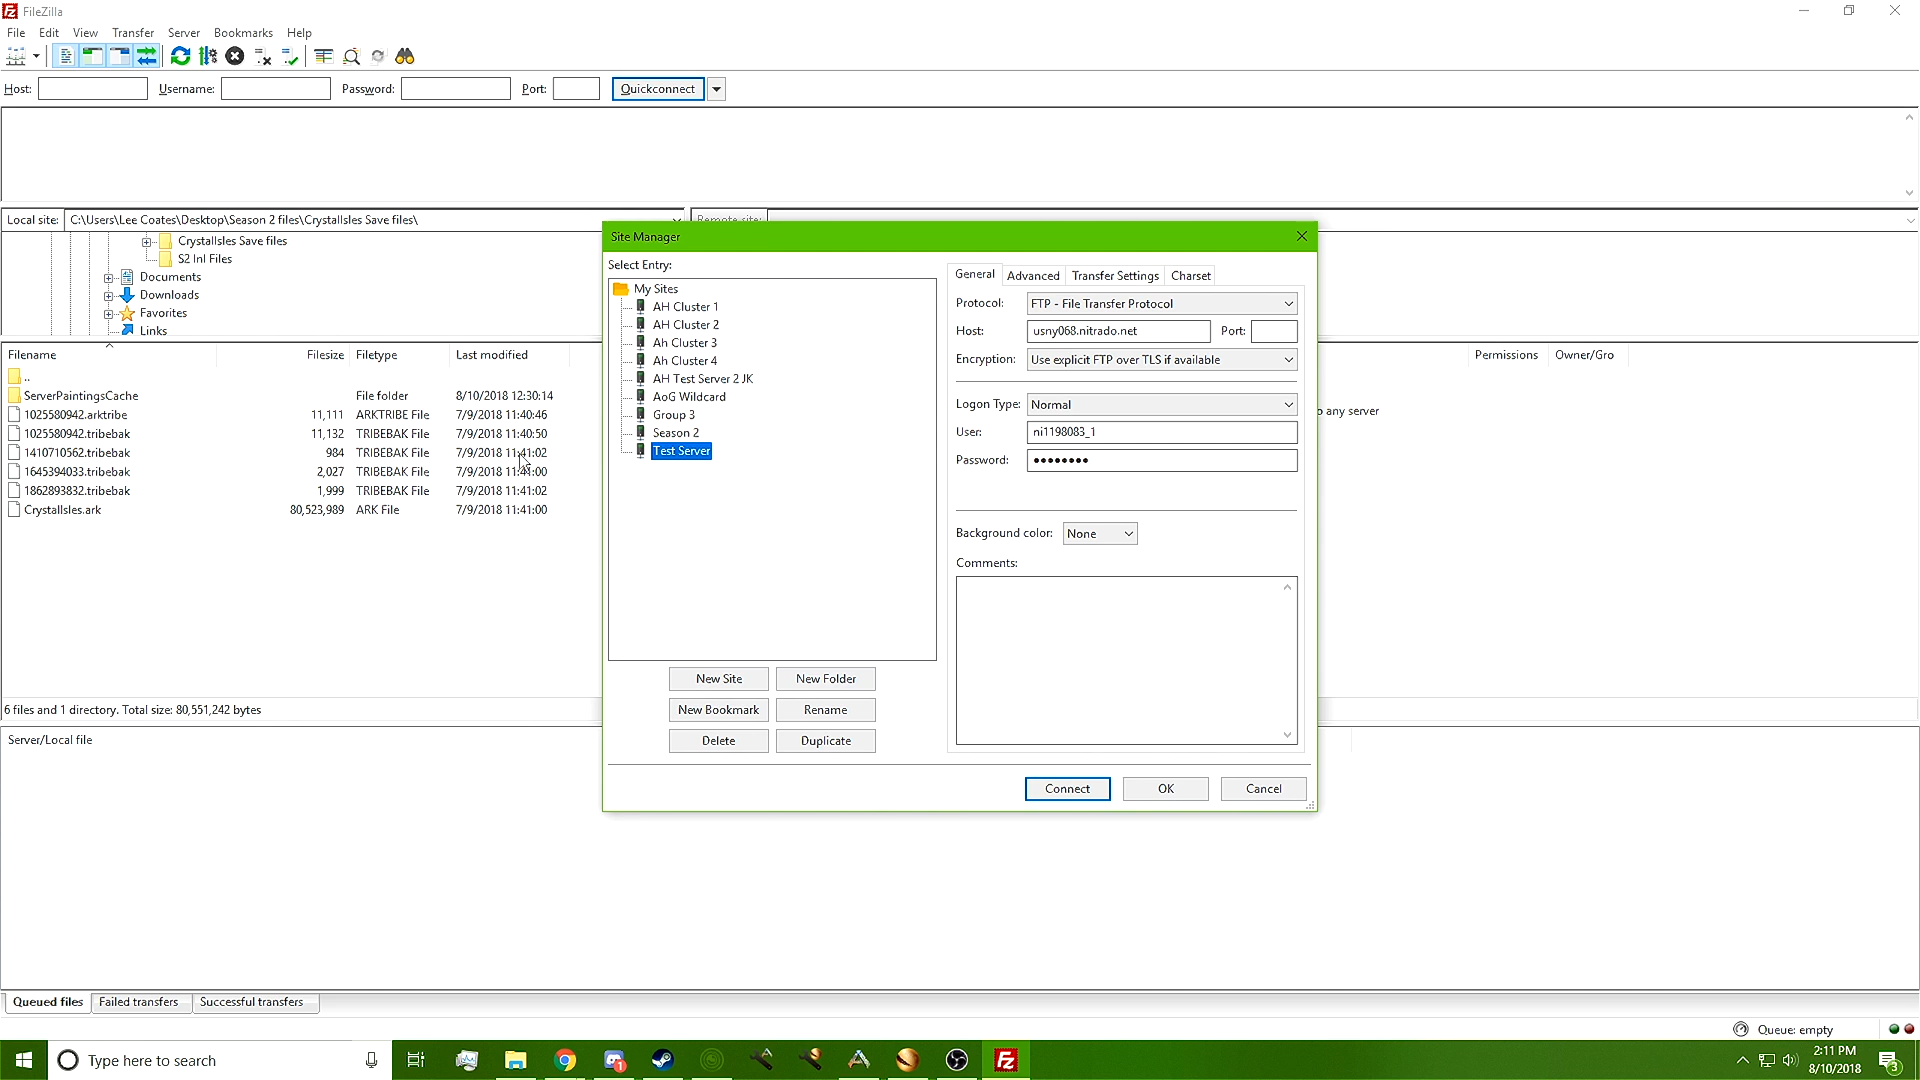 FileZilla
File Edit View Transfer Server Bookmarks Help
Host: Username: Password: Port: Quickconnect
Local site: C:\Users\Lee Coates\Desktop\Season 2 files\CrystalIsles Save files\
Remote site:
CrystalIsles Save files
S2 InI Files
Documents
Downloads
Favorites
Links
Filename Filesize Filetype Last modified
..
ServerPaintingsCache File folder 8/10/2018 12:30:14
1025580942.arktribe 11,111 ARKTRIBE File 7/9/2018 11:40:46
1025580942.tribebak 11,132 TRIBEBAK File 7/9/2018 11:40:50
1410710562.tribebak 984 TRIBEBAK File 7/9/2018 11:41:02
1645394033.tribebak 2,027 TRIBEBAK File 7/9/2018 11:41:00
1862893832.tribebak 1,999 TRIBEBAK File 7/9/2018 11:41:02
CrystalIsles.ark 80,523,989 ARK File 7/9/2018 11:41:00
6 files and 1 directory. Total size: 80,551,242 bytes
Permissions Owner/Gro
o any server
Site Manager
Select Entry:
My Sites
AH Cluster 1
AH Cluster 2
Ah Cluster 3
Ah Cluster 4
AH Test Server 2 JK
AoG Wildcard
Group 3
Season 2
Test Server
New Site New Folder
New Bookmark Rename
Delete Duplicate
General Advanced Transfer Settings Charset
Protocol: FTP - File Transfer Protocol
Host: usny068.nitrado.net Port:
Encryption: Use explicit FTP over TLS if available
Logon Type: Normal
User: ni1198083_1
Password: ●●●●●●●●
Background color: None
Comments:
Connect OK Cancel
Server/Local file
Queued files Failed transfers Successful transfers
Queue: empty
Type here to search
1
2:11 PM
8/10/2018
3